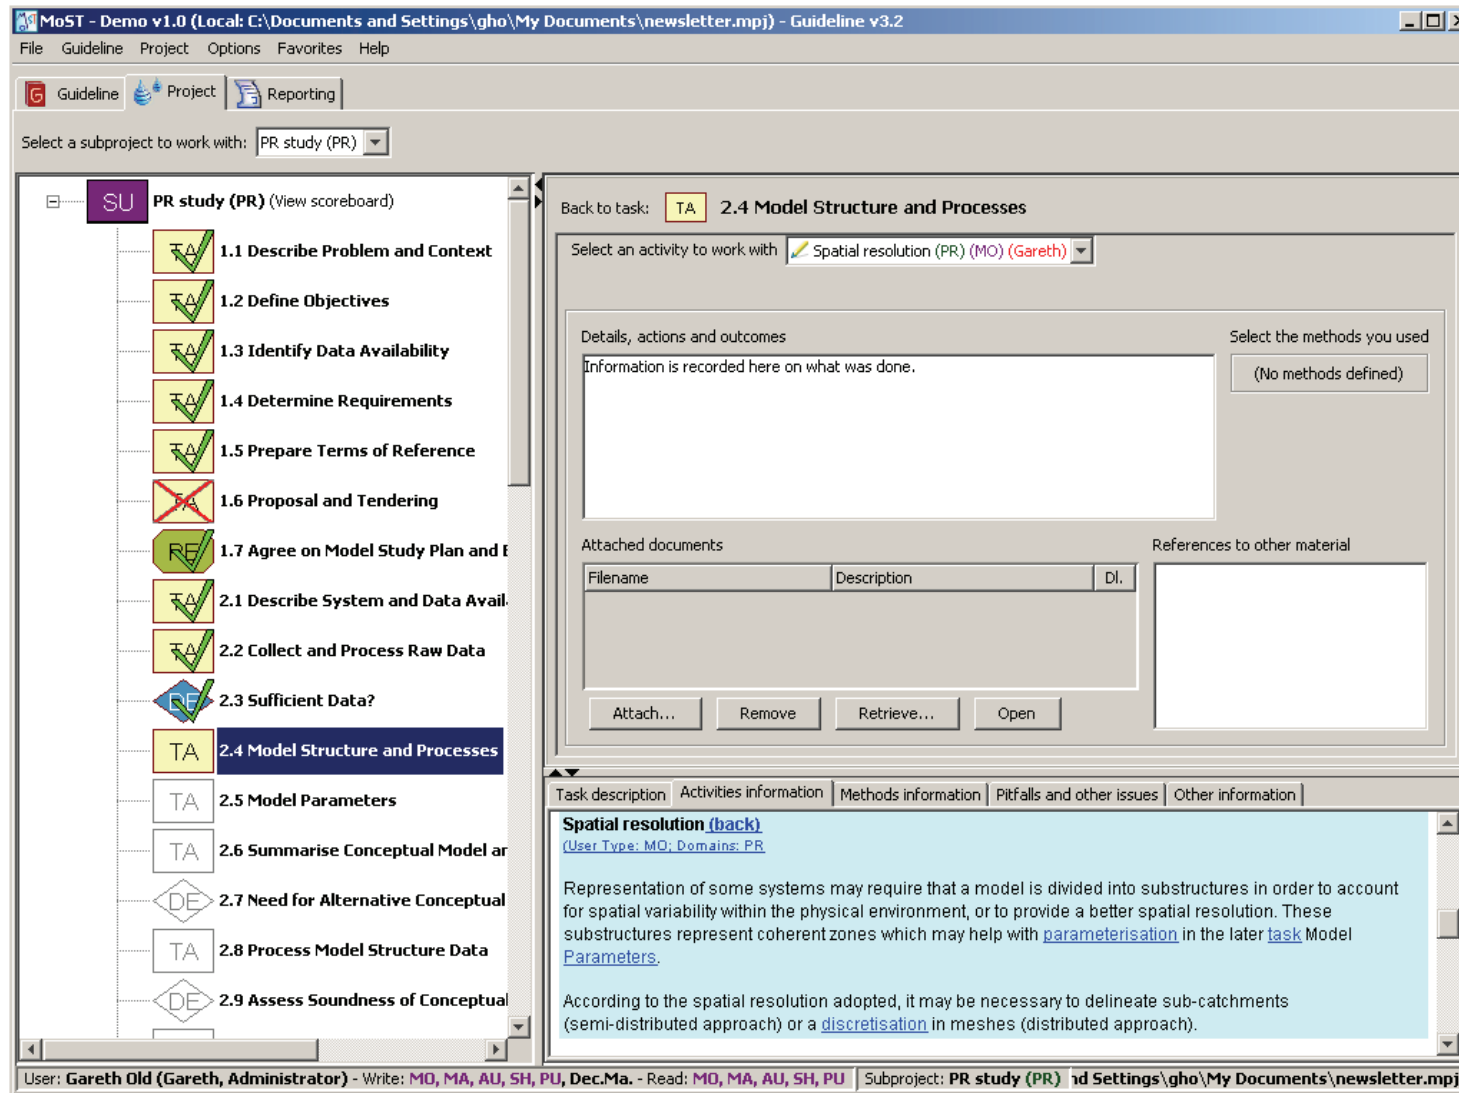 MoST - Demo v1.0 (Local: C:\Documents and Settings\gho\My Documents\newsletter.mpj) - Guideline v3.2
File Guideline Project Options Favorites Help
G Guideline Project Reporting
Select a subproject to work with: PR study (PR)
SU PR study (PR) (View scoreboard)
TA 1.1 Describe Problem and Context
TA 1.2 Define Objectives
TA 1.3 Identify Data Availability
TA 1.4 Determine Requirements
TA 1.5 Prepare Terms of Reference
TA 1.6 Proposal and Tendering
RE 1.7 Agree on Model Study Plan and
TA 2.1 Describe System and Data Avail
TA 2.2 Collect and Process Raw Data
DE 2.3 Sufficient Data?
TA 2.4 Model Structure and Processes
TA 2.5 Model Parameters
TA 2.6 Summarise Conceptual Model ar
DE 2.7 Need for Alternative Conceptual
TA 2.8 Process Model Structure Data
DE 2.9 Assess Soundness of Conceptual
Back to task: TA 2.4 Model Structure and Processes
Select an activity to work with Spatial resolution (PR) (MO) (Gareth)
Details, actions and outcomes
Information is recorded here on what was done.
Select the methods you used
(No methods defined)
Attached documents
Filename Description Dl.
Attach... Remove Retrieve... Open
References to other material
Task description Activities information Methods information Pitfalls and other issues Other information
Spatial resolution (back)
(User Type: MO; Domains: PR
Representation of some systems may require that a model is divided into substructures in order to account
for spatial variability within the physical environment, or to provide a better spatial resolution. These
substructures represent coherent zones which may help with parameterisation in the later task Model
Parameters.
According to the spatial resolution adopted, it may be necessary to delineate sub-catchments
(semi-distributed approach) or a discretisation in meshes (distributed approach).
User: Gareth Old (Gareth, Administrator) - Write: MO, MA, AU, SH, PU, Dec.Ma. - Read: MO, MA, AU, SH, PU Subproject: PR study (PR) nd Settings\gho\My Documents\newsletter.mpj